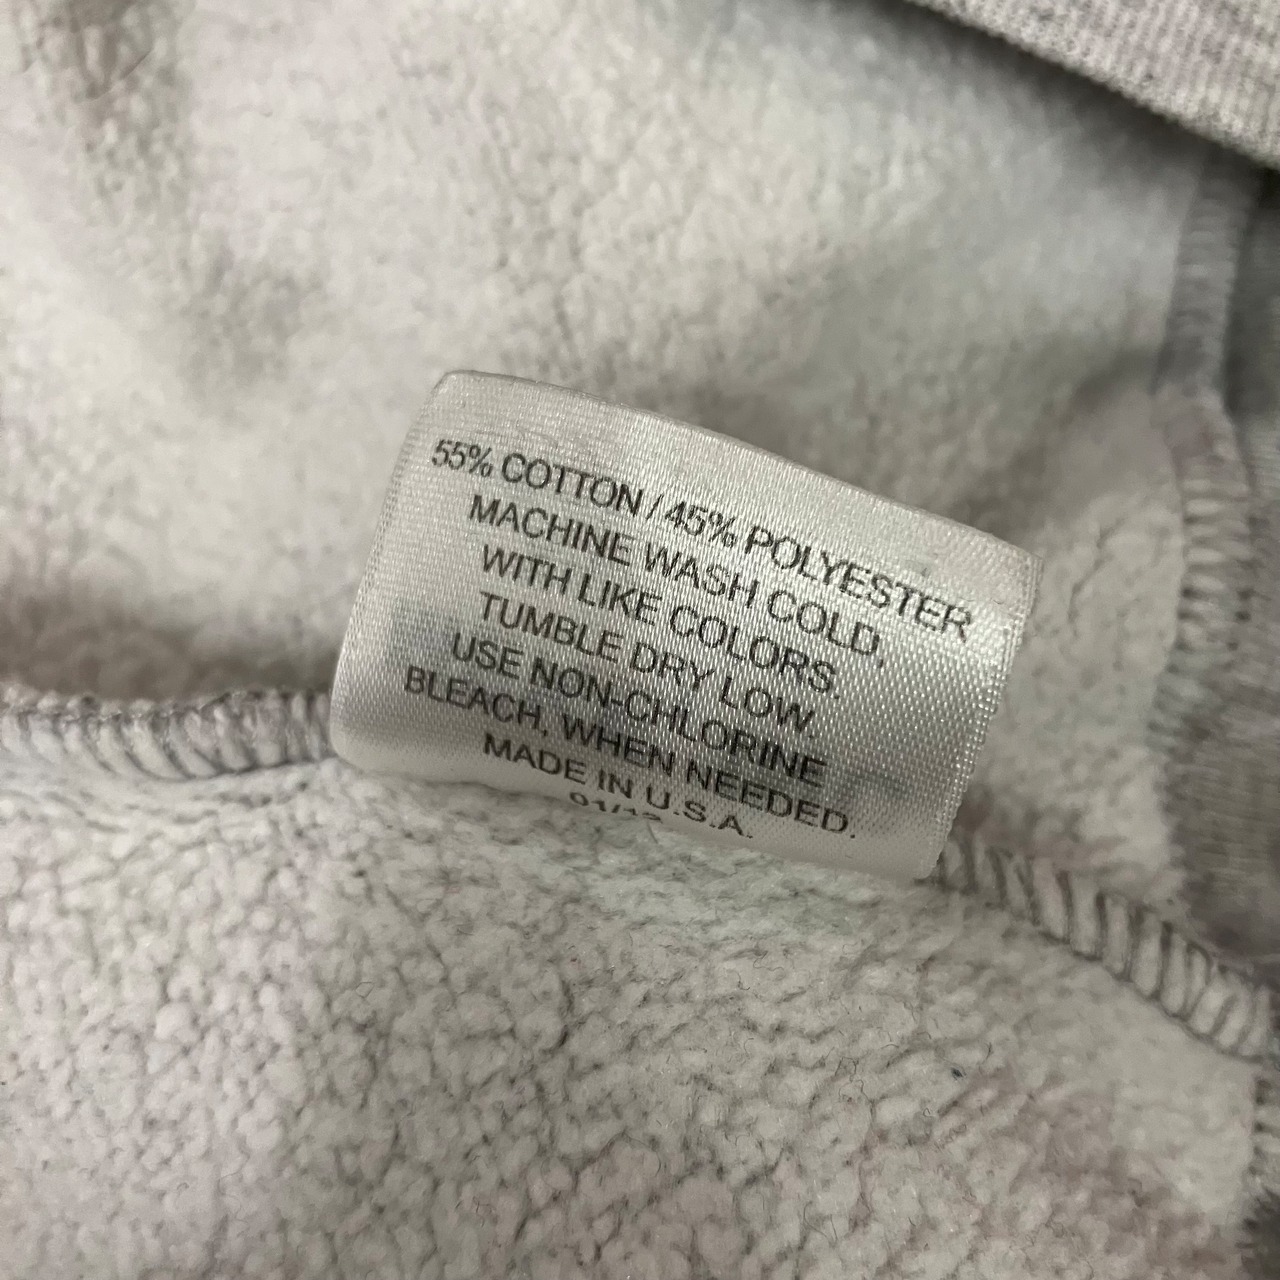 55% COTTON / 45% POLYESTER
MACHINE WASH COLD,
WITH LIKE COLORS.
TUMBLE DRY LOW.
USE NON-CHLORINE
BLEACH, WHEN NEEDED.
MADE IN U.S.A.